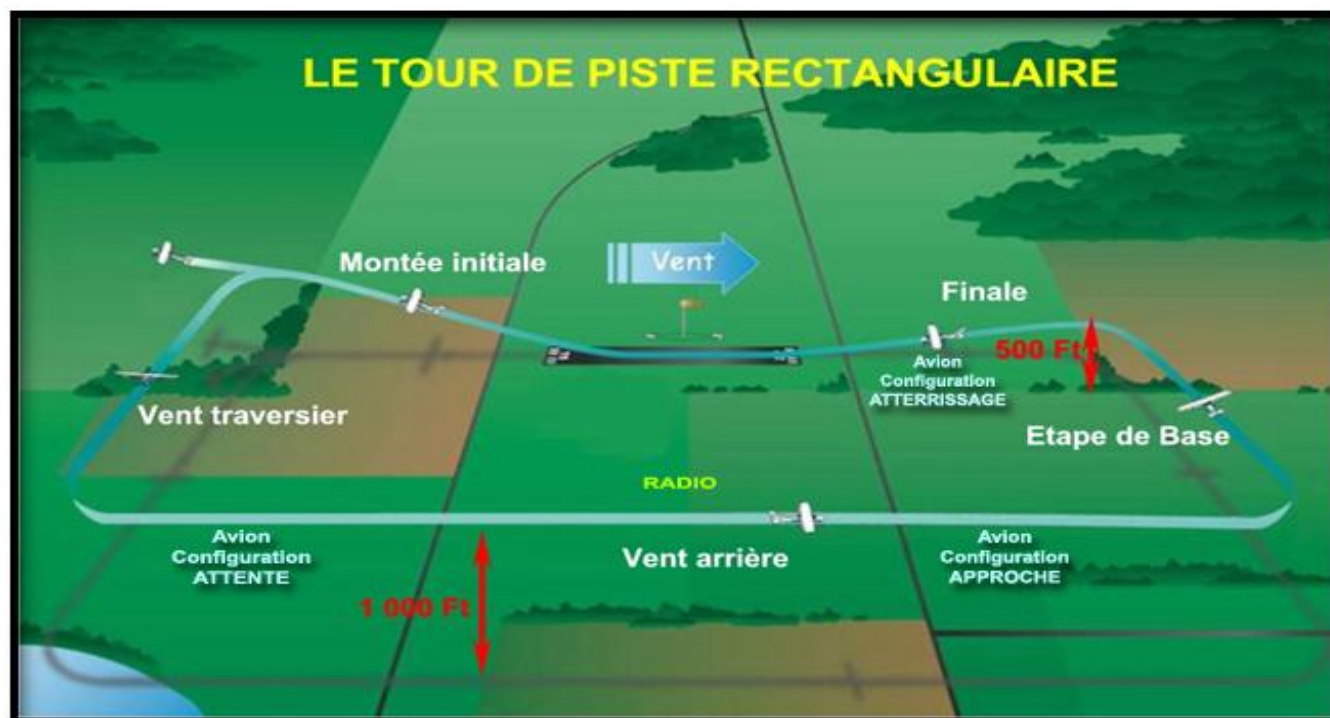 LE TOUR DE PISTE RECTANGULAIRE
Montée initiale
Vent
Finale
500 Ft
Avion
Configuration
ATTERRISSAGE
Vent traversier
Etape de Base
RADIO
Avion
Configuration
ATTENTE
Vent arrière
Avion
Configuration
APPROCHE
1 000 Ft